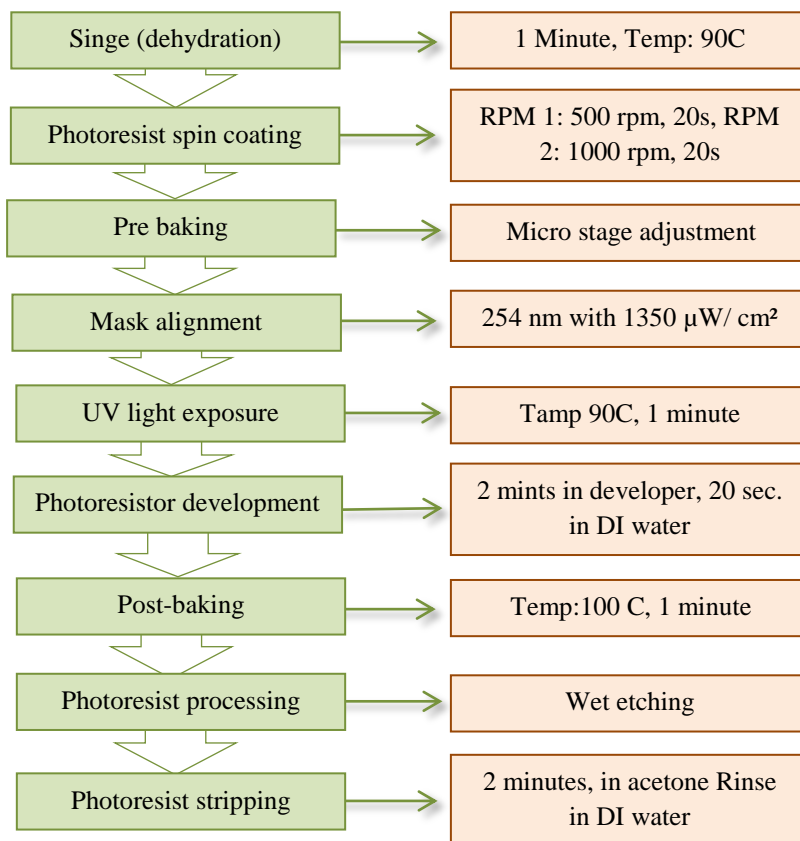 Singe (dehydration)
1 Minute, Temp: 90C
Photoresist spin coating
RPM 1: 500 rpm, 20s, RPM
2: 1000 rpm, 20s
Pre baking
Micro stage adjustment
Mask alignment
254 nm with 1350 µW/ cm²
UV light exposure
Tamp 90C, 1 minute
Photoresistor development
2 mints in developer, 20 sec.
in DI water
Post-baking
Temp:100 C, 1 minute
Photoresist processing
Wet etching
Photoresist stripping
2 minutes, in acetone Rinse
in DI water